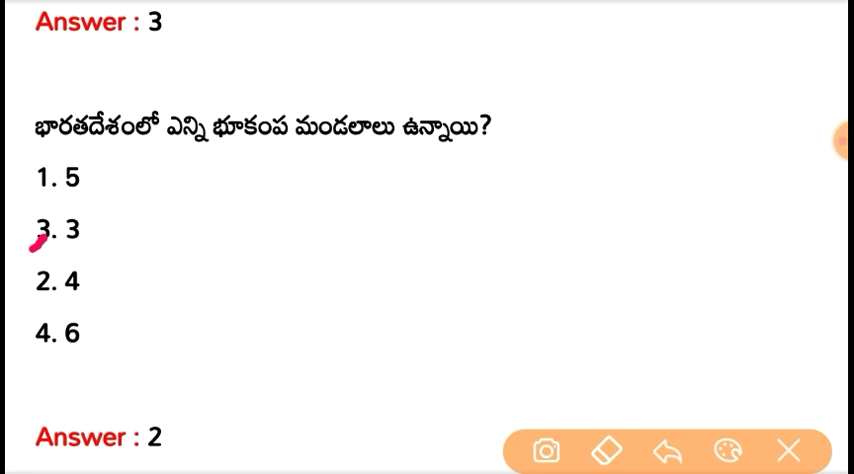 Answer : 3
భారతదేశంలో ఎన్ని భూకంప మండలాలు ఉన్నాయి?
1. 5
3. 3
2. 4
4. 6
Answer : 2